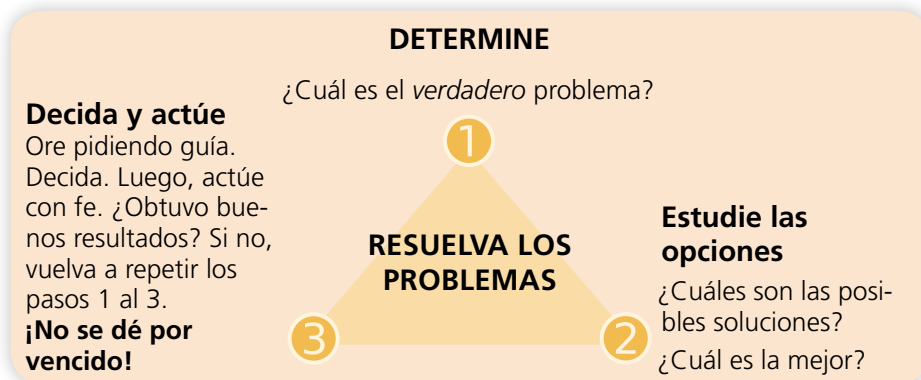 DETERMINE
¿Cuál es el verdadero problema?
1
RESUELVA LOS
PROBLEMAS
Estudie las
opciones
¿Cuáles son las posi-
bles soluciones?
¿Cuál es la mejor?
2
Decida y actúe
Ore pidiendo guía.
Decida. Luego, actúe
con fe. ¿Obtuvo bue-
nos resultados? Si no,
vuelva a repetir los
pasos 1 al 3.
¡No se dé por
vencido!
3